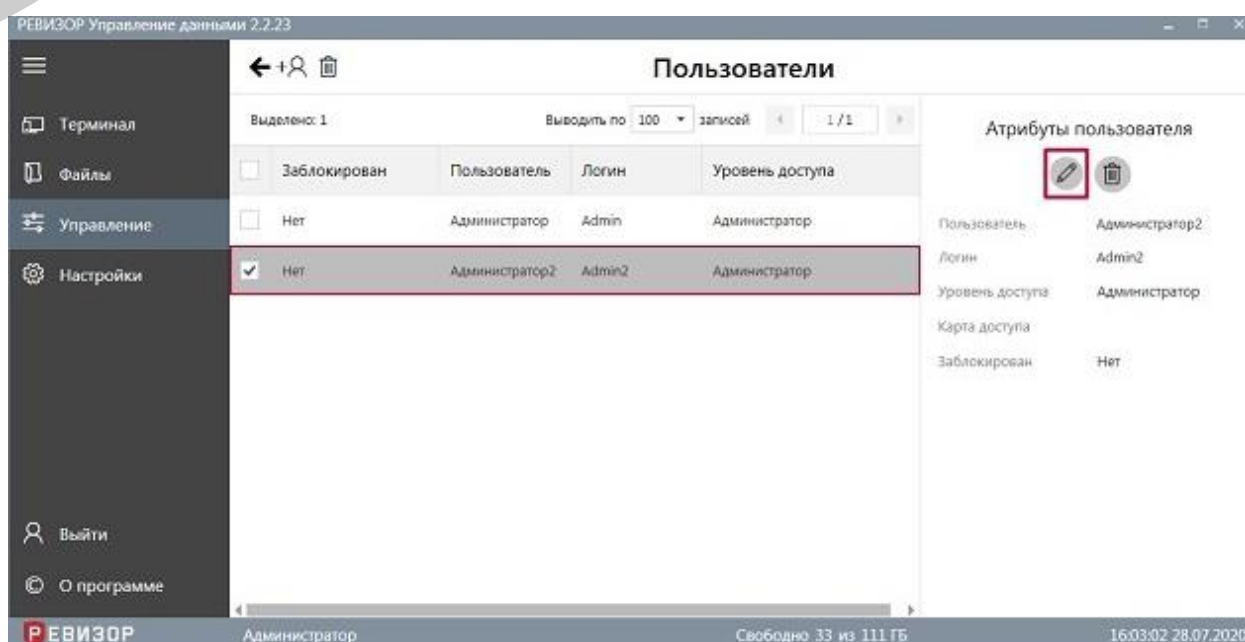 РЕВИЗОР Управление данными 2.2.23
Пользователи
Терминал
Файлы
Управление
Настройки
Выйти
О программе
Выделено: 1
Выводить по 100 записей 1/1
Заблокирован Пользователь Логин Уровень доступа
Нет Администратор Admin Администратор
Нет Администратор2 Admin2 Администратор
Атрибуты пользователя
Пользователь Администратор2
Логин Admin2
Уровень доступа Администратор
Карта доступа
Заблокирован Нет
РЕВИЗОР Администратор Свободно 33 из 111 ГБ 16:03:02 28.07.2020